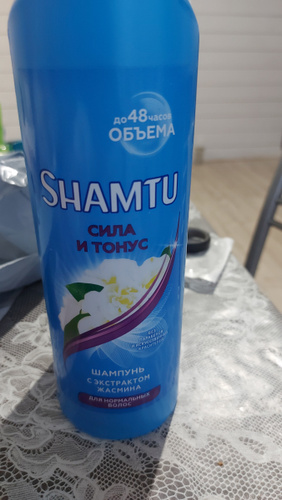 до 48 часов
ОБЪЕМА
SHAMTU
СИЛА
И ТОНУС
ШАМПУНЬ
С ЭКСТРАКТОМ
ЖАСМИНА
ДЛЯ НОРМАЛЬНЫХ
ВОЛОС